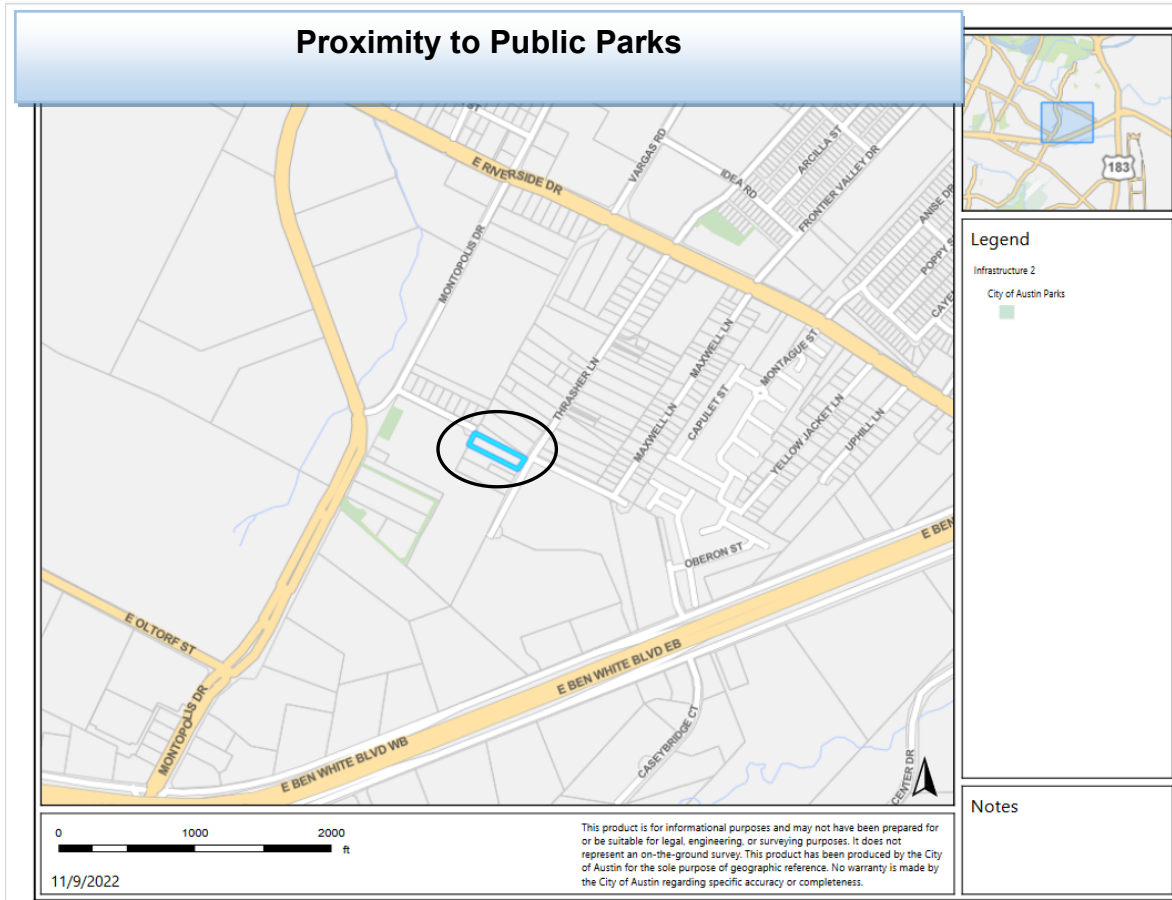 Proximity to Public Parks
ST
E RIVERSIDE DR
VARGAS RD
IDEA RD
ARCILLA ST
FRONTIER VALLEY DR
ANISE DR
POPPY S
CAYE
MONTOPOLIS DR
THRASHER LN
MAXWELL LN
MAXWELL LN
CAPULET ST
MONTAGUE ST
YELLOW JACKET LN
UPHILL LN
OBERON ST
E BEN
E OLTORF ST
MONTOPOLIS DR
E BEN WHITE BLVD EB
E BEN WHITE BLVD WB
CASEYBRIDGE CT
CENTER DR
183
Legend
Infrastructure 2
City of Austin Parks
Notes
0 1000 2000
ft
11/9/2022
This product is for informational purposes and may not have been prepared for
or be suitable for legal, engineering, or surveying purposes. It does not
represent an on-the-ground survey. This product has been produced by the City
of Austin for the sole purpose of geographic reference. No warranty is made by
the City of Austin regarding specific accuracy or completeness.